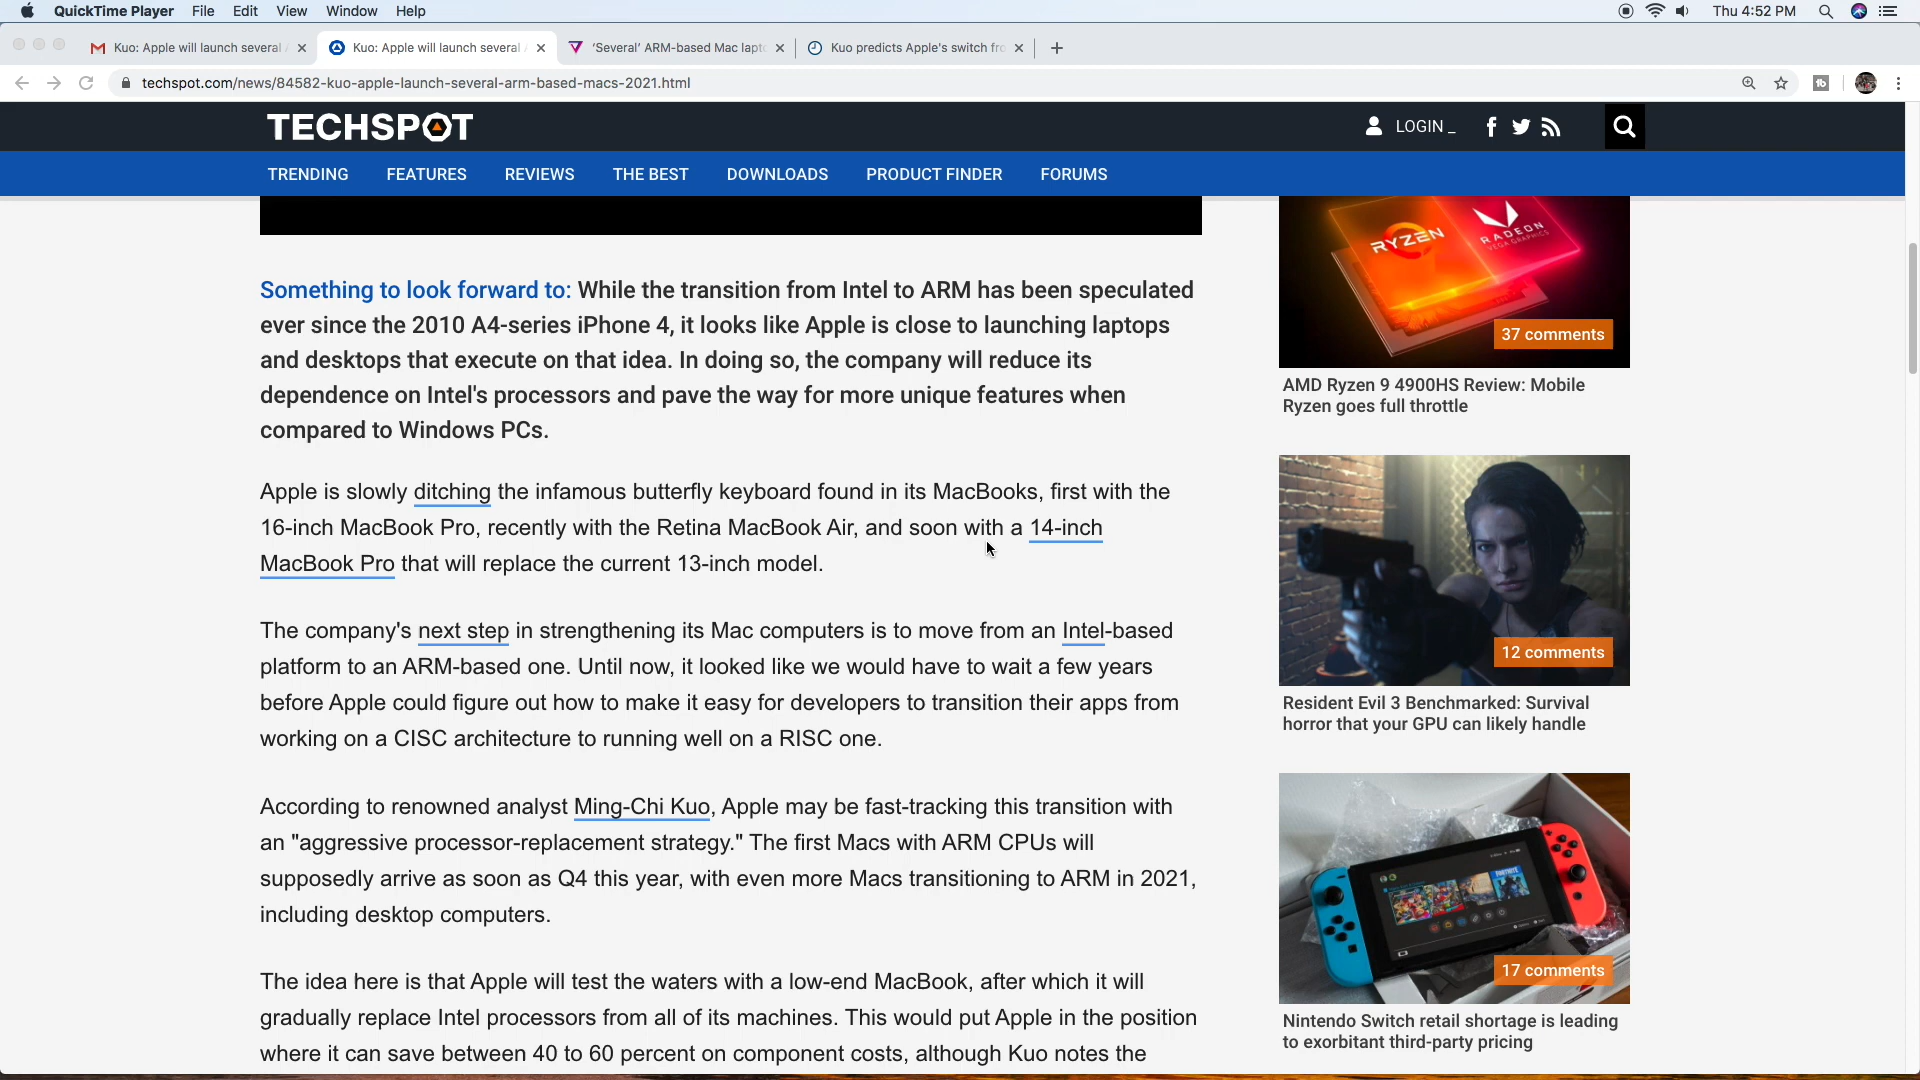 QuickTime Player File Edit View Window Help Thu 4:52 PM
Kuo: Apple will launch several
Kuo: Apple will launch several
'Several' ARM-based Mac lapt
Kuo predicts Apple's switch fr
techspot.com/news/84582-kuo-apple-launch-several-arm-based-macs-2021.html
TECHSPOT
LOGIN _
TRENDING FEATURES REVIEWS THE BEST DOWNLOADS PRODUCT FINDER FORUMS
Something to look forward to: While the transition from Intel to ARM has been speculated
ever since the 2010 A4-series iPhone 4, it looks like Apple is close to launching laptops
and desktops that execute on that idea. In doing so, the company will reduce its
dependence on Intel's processors and pave the way for more unique features when
compared to Windows PCs.
Apple is slowly ditching the infamous butterfly keyboard found in its MacBooks, first with the
16-inch MacBook Pro, recently with the Retina MacBook Air, and soon with a 14-inch
MacBook Pro that will replace the current 13-inch model.
The company's next step in strengthening its Mac computers is to move from an Intel-based
platform to an ARM-based one. Until now, it looked like we would have to wait a few years
before Apple could figure out how to make it easy for developers to transition their apps from
working on a CISC architecture to running well on a RISC one.
According to renowned analyst Ming-Chi Kuo, Apple may be fast-tracking this transition with
an "aggressive processor-replacement strategy." The first Macs with ARM CPUs will
supposedly arrive as soon as Q4 this year, with even more Macs transitioning to ARM in 2021,
including desktop computers.
The idea here is that Apple will test the waters with a low-end MacBook, after which it will
gradually replace Intel processors from all of its machines. This would put Apple in the position
where it can save between 40 to 60 percent on component costs, although Kuo notes the
RYZEN
RADEON
VEGA GRAPHICS
37 comments
AMD Ryzen 9 4900HS Review: Mobile
Ryzen goes full throttle
12 comments
Resident Evil 3 Benchmarked: Survival
horror that your GPU can likely handle
FORTNITE
17 comments
Nintendo Switch retail shortage is leading
to exorbitant third-party pricing